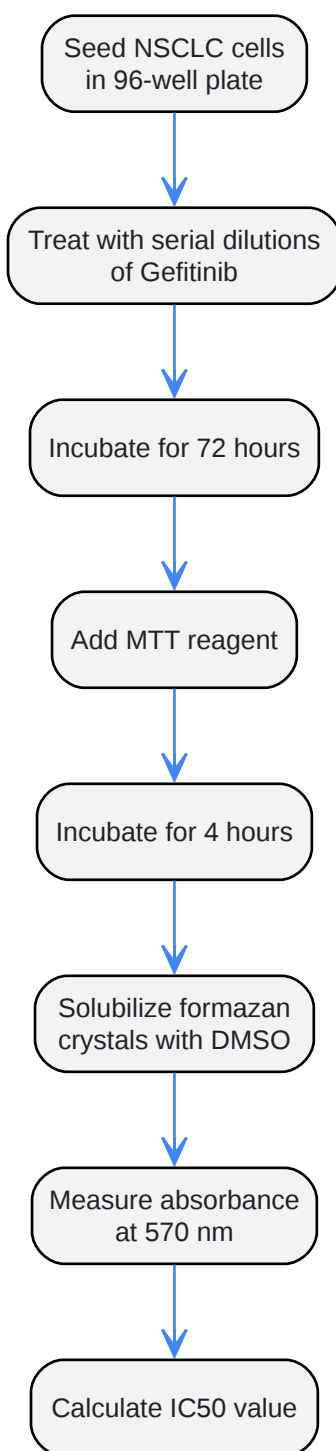 Seed NSCLC cells
in 96-well plate
Treat with serial dilutions
of Gefitinib
Incubate for 72 hours
Add MTT reagent
Incubate for 4 hours
Solubilize formazan
crystals with DMSO
Measure absorbance
at 570 nm
Calculate IC50 value